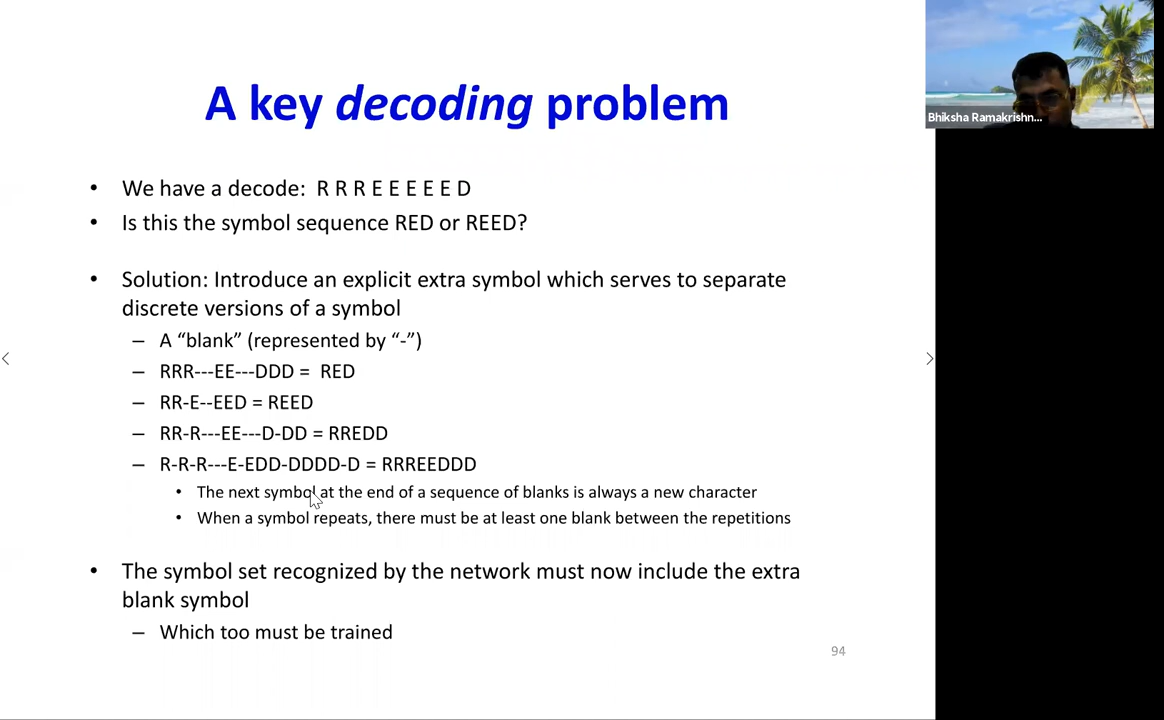 A key decoding problem
Bhiksha Ramakrishn...
• We have a decode: R R R E E E E E E D
• Is this the symbol sequence RED or REED?
• Solution: Introduce an explicit extra symbol which serves to separate
discrete versions of a symbol
– A “blank” (represented by “-”)
– RRR---EE---DDD = RED
– RR-E--EED = REED
– RR-R---EE---D-DD = RREDD
– R-R-R---E-EDD-DDDD-D = RRREEDDD
• The next symbol at the end of a sequence of blanks is always a new character
• When a symbol repeats, there must be at least one blank between the repetitions
• The symbol set recognized by the network must now include the extra
blank symbol
– Which too must be trained
94